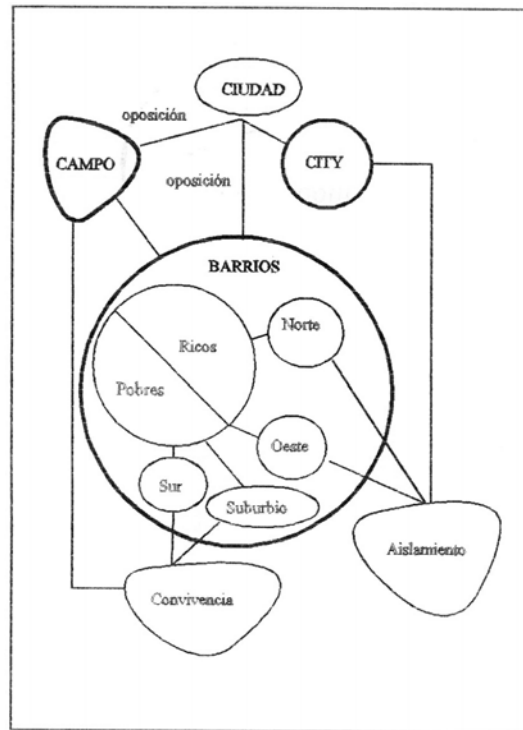 CIUDAD
oposición
CAMPO
CITY
oposición
BARRIOS
Norte
Ricos
Pobres
Oeste
Sur
Suburbio
Aislamiento
Convivencia